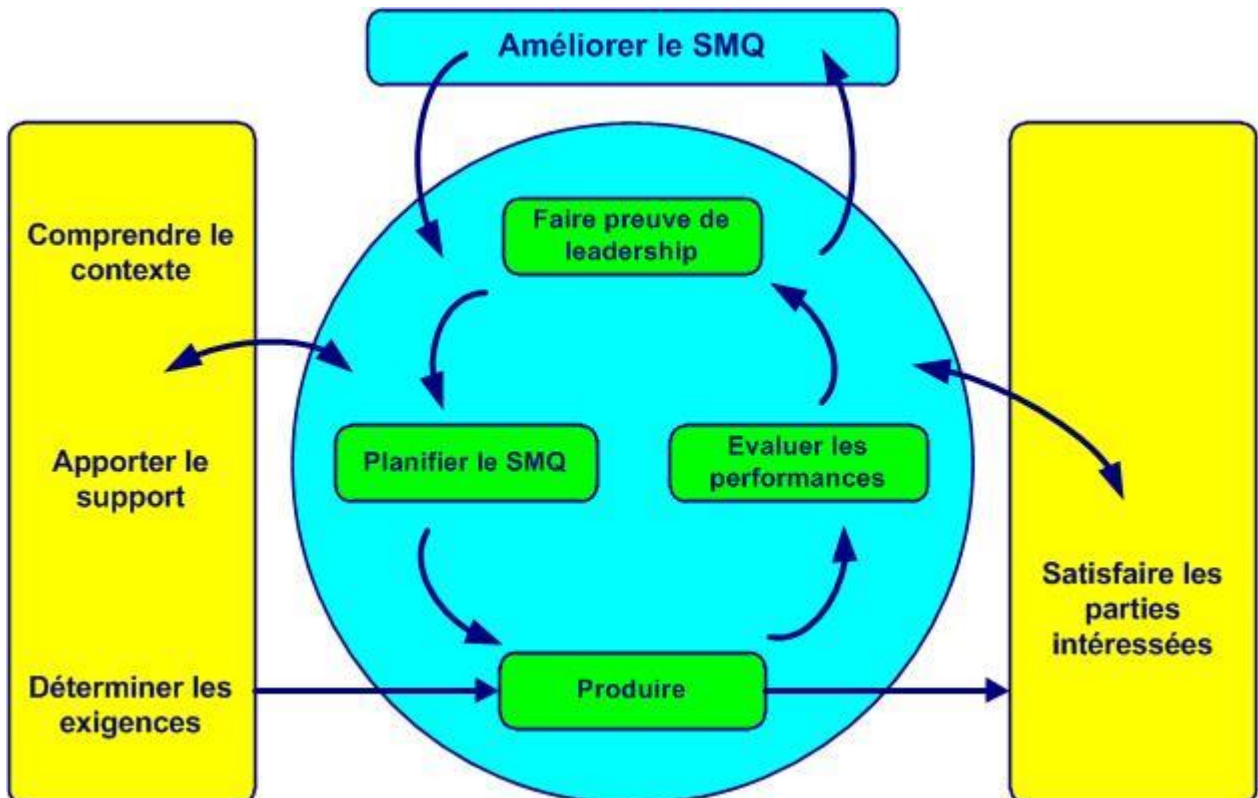 Améliorer le SMQ
Comprendre le
contexte
Apporter le
support
Déterminer les
exigences
Faire preuve de
leadership
Planifier le SMQ
Evaluer les
performances
Produire
Satisfaire les
parties
intéressées